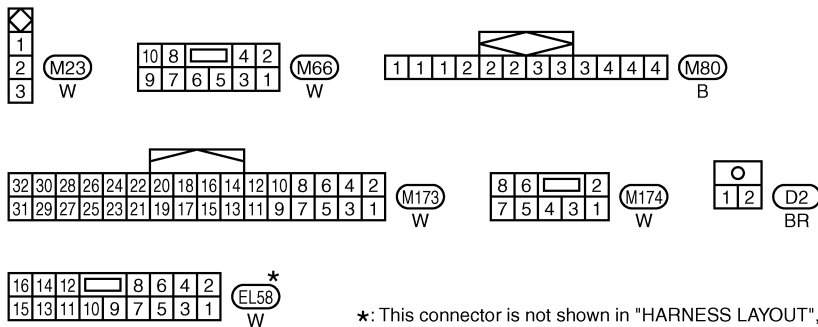 1
2
3
M23
W
10 8 4 2
9 7 6 5 3 1
M66
W
1 1 1 2 2 2 3 3 3 4 4 4
M80
B
32 30 28 26 24 22 20 18 16 14 12 10 8 6 4 2
31 29 27 25 23 21 19 17 15 13 11 9 7 5 3 1
M173
W
8 6 2
7 5 4 3 1
M174
W
1 2
D2
BR
16 14 12 8 6 4 2
15 13 11 10 9 7 5 3 1
*
EL58
W
*: This connector is not shown in "HARNESS LAYOUT",